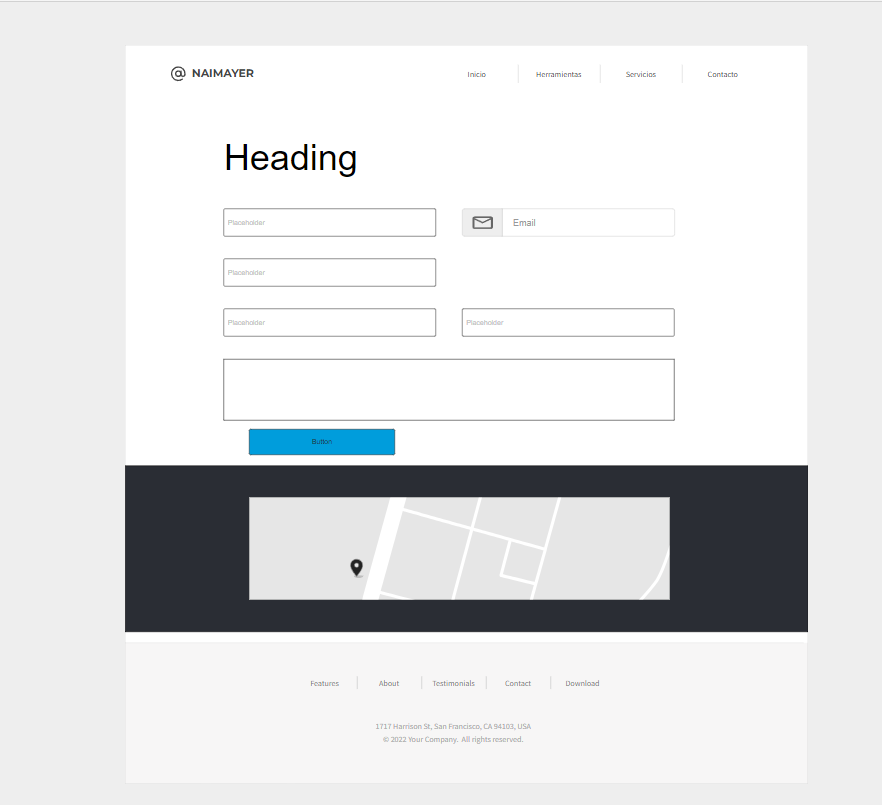 @ NAIMAYER
Inicio Herramientas Servicios Contacto
Heading
Placeholder Email
Placeholder
Placeholder Placeholder
Button
Features About Testimonials Contact Download
1717 Harrison St, San Francisco, CA 94103, USA
© 2022 Your Company. All rights reserved.